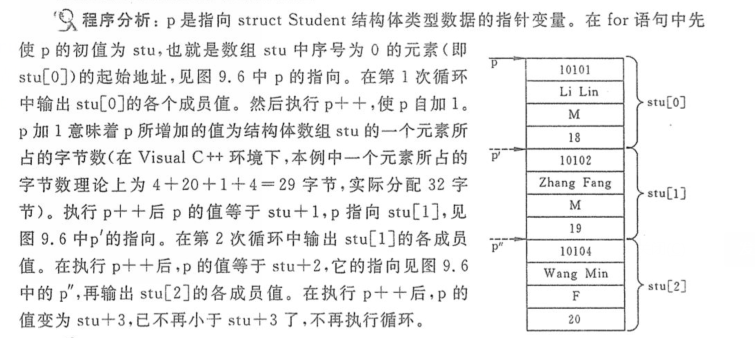 程序分析：p是指向 struct Student 结构体类型数据的指针变量。在 for 语句中先
使 p 的初值为 stu，也就是数组 stu 中序号为 0 的元素（即
stu[0]）的起始地址，见图 9.6 中 p 的指向。在第 1 次循环
中输出 stu[0]的各个成员值。然后执行 p++，使 p 自加 1。
p 加 1 意味着 p 所增加的值为结构体数组 stu 的一个元素所
占的字节数（在 Visual C++ 环境下，本例中一个元素所占的
字节数理论上为 4+20+1+4=29 字节，实际分配 32 字
节）。执行 p++后 p 的值等于 stu+1，p 指向 stu[1]，见
图 9.6 中p′的指向。在第 2 次循环中输出 stu[1]的各成员
值。在执行 p++后，p 的值等于 stu+2，它的指向见图 9.6
中的 p″，再输出 stu[2]的各成员值。在执行 p++后，p 的
值变为 stu+3，已不再小于 stu+3 了，不再执行循环。
p
10101
Li Lin
M
18
stu[0]
p′
10102
Zhang Fang
M
19
stu[1]
p″
10104
Wang Min
F
20
stu[2]